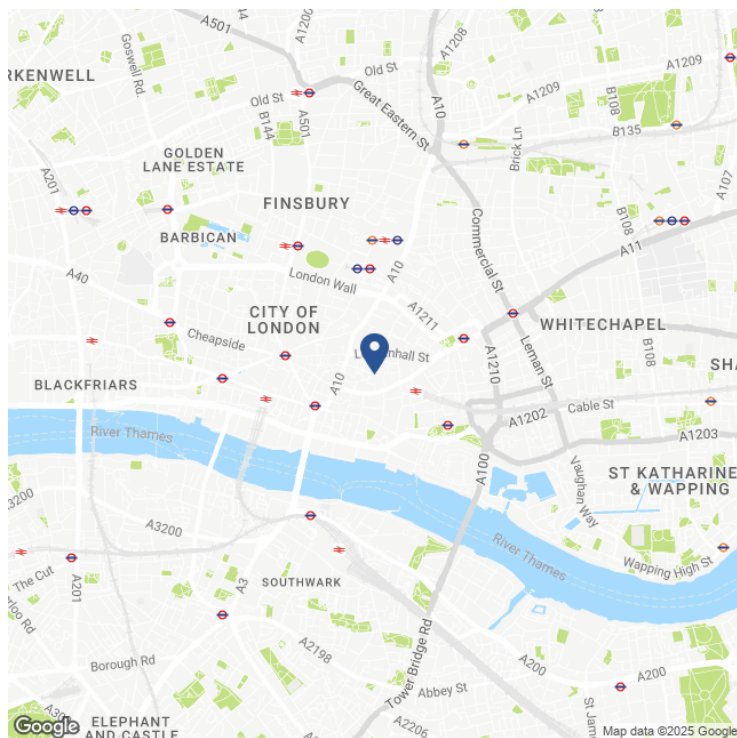 A501
A1200
A1208
Goswell Rd.
RKENWELL
Old St
A1209
Great Eastern St
A10
A1209
Old St
B144
A501
B108
B135
Brick Ln
GOLDEN
LANE ESTATE
A201
A107
FINSBURY
Commercial St
B108
BARBICAN
A11
A40
London Wall
A10
A1211
CITY OF
LONDON
WHITECHAPEL
Cheapside
A1210
Leman St
B108
SHA
A10
BLACKFRIARS
A1202
Cable St
River Thames
A1203
A100
ST KATHARINE
& WAPPING
Vaughan Way
A3200
A3200
River Thames
The Cut
Wapping High St
A201
A3
SOUTHWARK
Tower Bridge Rd
A2198
Borough Rd
A200
A200
Abbey St
A2206
ELEPHANT
AND CASTLE
Google
Map data ©2025 Google